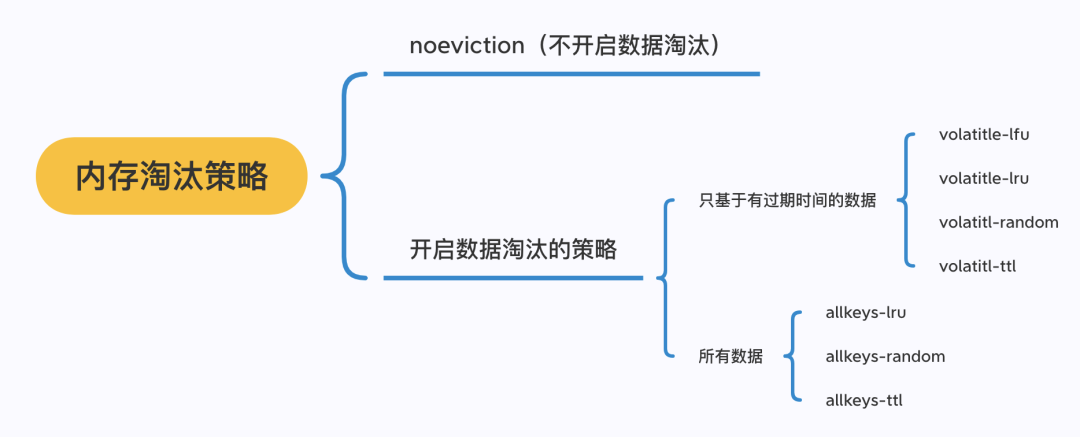 noeviction（不开启数据淘汰）
内存淘汰策略
开启数据淘汰的策略
只基于有过期时间的数据
volatitle-lfu
volatitle-lru
volatitl-random
volatitl-ttl
所有数据
allkeys-lru
allkeys-random
allkeys-ttl